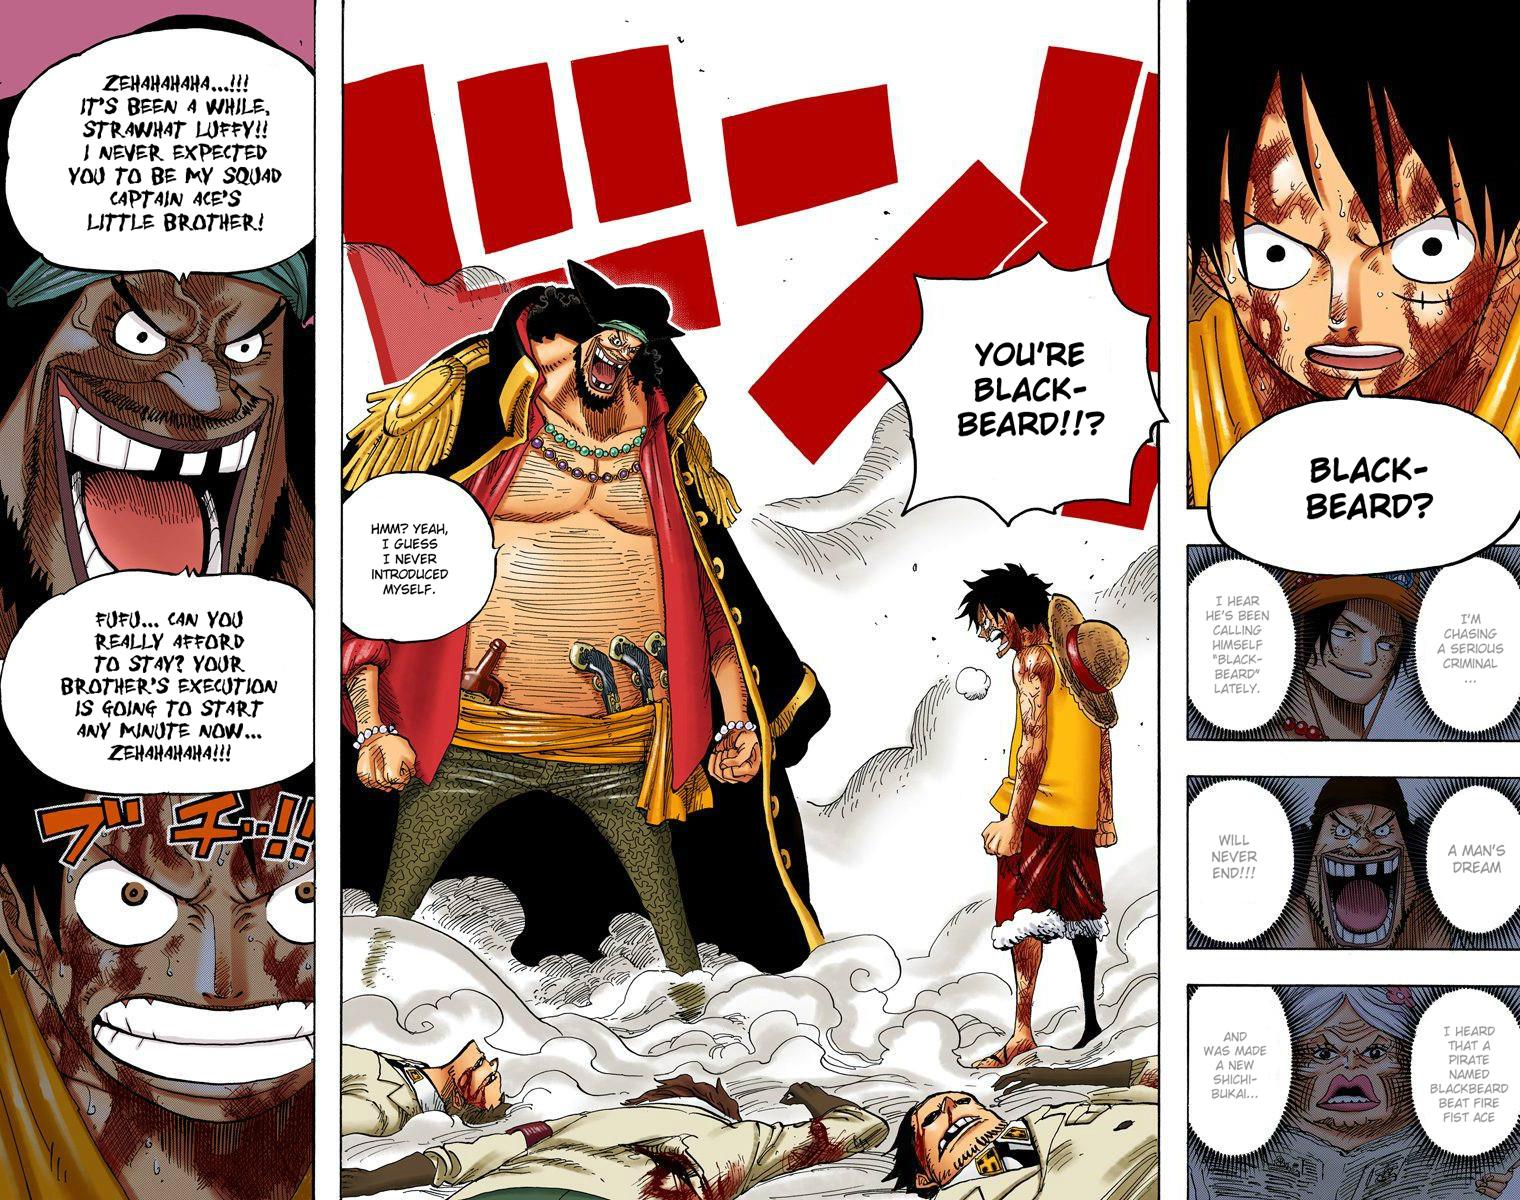 BLACK-
BEARD?
I'M
CHASING
A SERIOUS
CRIMINAL
...
I HEAR
HE'S BEEN
CALLING
HIMSELF
"BLACK-
BEARD"
LATELY.
A MAN'S
DREAM
WILL
NEVER
END!!!
I HEARD
THAT A
PIRATE
NAMED
BLACKBEARD
BEAT FIRE
FIST ACE
AND
WAS MADE
A NEW
SHICHI-
BUKAI...
ドン
YOU'RE
BLACK-
BEARD!!?
HMM? YEAH,
I GUESS
I NEVER
INTRODUCED
MYSELF.
ZEHAHAHAHA...!!!
IT'S BEEN A WHILE,
STRAWHAT LUFFY!!
I NEVER EXPECTED
YOU TO BE MY SQUAD
CAPTAIN ACE'S
LITTLE BROTHER!
FUFU... CAN YOU
REALLY AFFORD
TO STAY? YOUR
BROTHER'S EXECUTION
IS GOING TO START
ANY MINUTE NOW...
ZEHAHAHAHA!!!
ブチ..!!